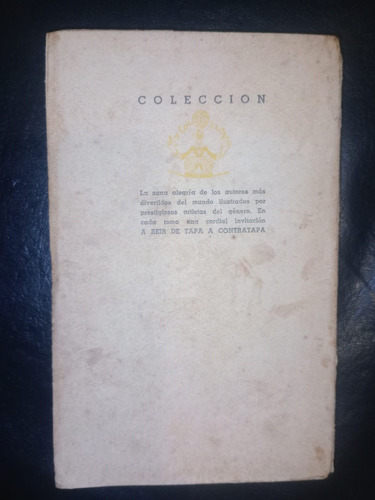 COLECCION
La sana alegría de los autores más
divertidos del mundo ilustrados por
prestigiosos artistas del género. En
cada tomo una cordial invitación
A REIR DE TAPA A CONTRATAPA